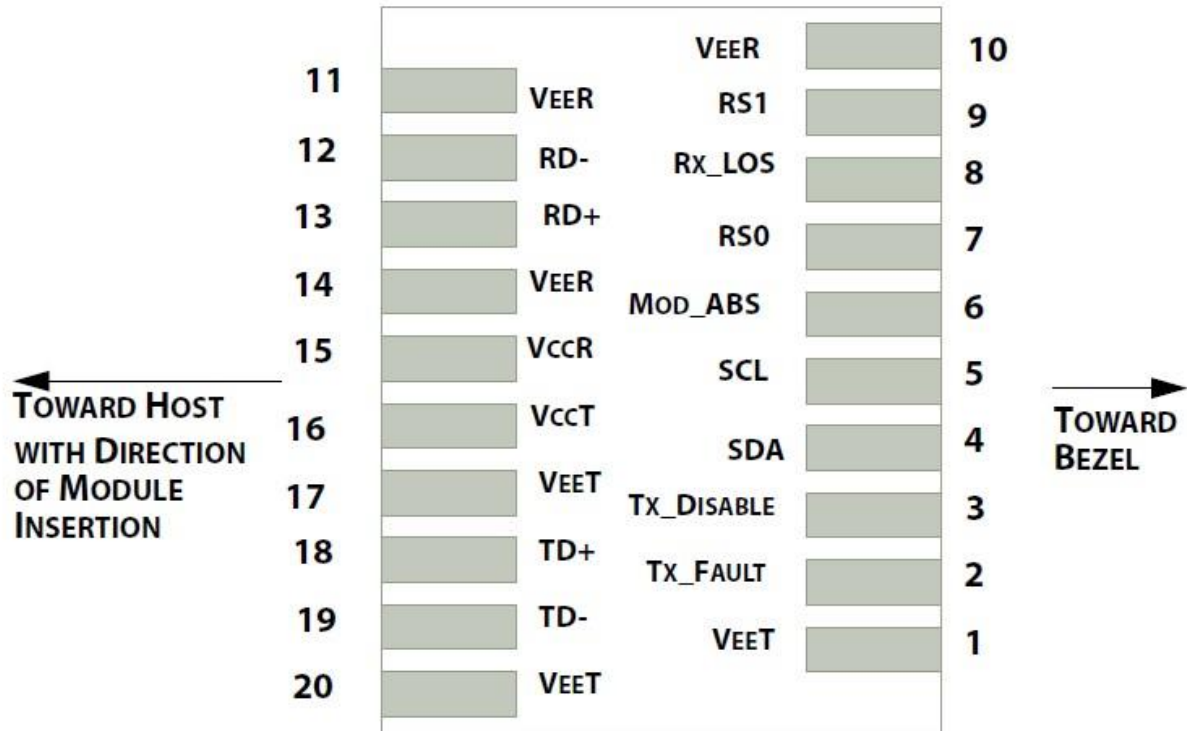 11
VEER
12
RD-
13
RD+
14
VEER
15
VCCR
16
VCCT
17
VEET
18
TD+
19
TD-
20
VEET
VEER
10
RS1
9
RX_LOS
8
RS0
7
MOD_ABS
6
SCL
5
SDA
4
TX_DISABLE
3
TX_FAULT
2
VEET
1
TOWARD HOST
WITH DIRECTION
OF MODULE
INSERTION
TOWARD
BEZEL